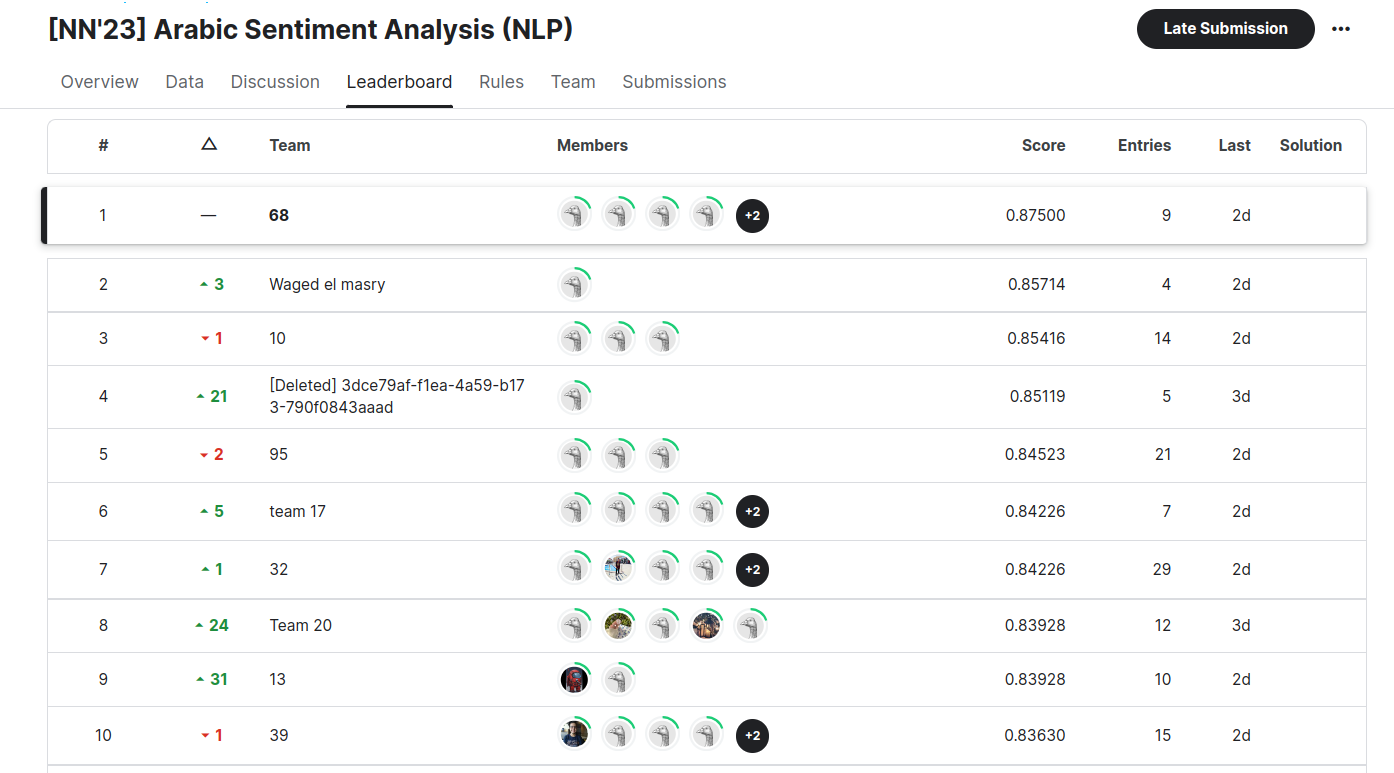 [NN'23] Arabic Sentiment Analysis (NLP)
Late Submission
Overview Data Discussion Leaderboard Rules Team Submissions
# Team Members Score Entries Last Solution
1 — 68 +2 0.87500 9 2d
2 3 Waged el masry 0.85714 4 2d
3 1 10 0.85416 14 2d
4 21 [Deleted] 3dce79af-f1ea-4a59-b17
3-790f0843aaad 0.85119 5 3d
5 2 95 0.84523 21 2d
6 5 team 17 +2 0.84226 7 2d
7 1 32 +2 0.84226 29 2d
8 24 Team 20 0.83928 12 3d
9 31 13 0.83928 10 2d
10 1 39 +2 0.83630 15 2d